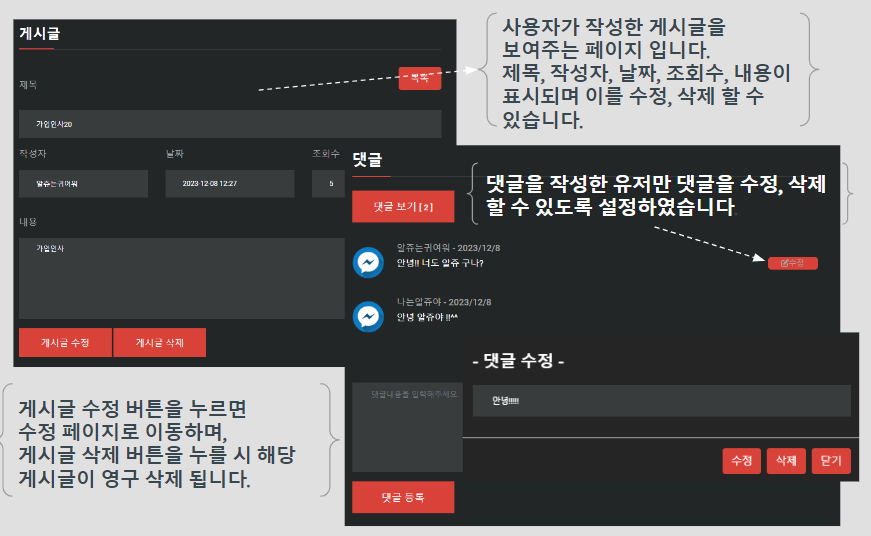 게시글
제목
목록
가입인사20
작성자
날짜
조회수
알쥬는귀여워
2023-12-08 12:27
5
내용
가입인사
게시글 수정
게시글 삭제
사용자가 작성한 게시글을
보여주는 페이지 입니다.
제목, 작성자, 날짜, 조회수, 내용이
표시되며 이를 수정, 삭제 할 수
있습니다.
댓글
댓글 보기 [ 2 ]
댓글을 작성한 유저만 댓글을 수정, 삭제
할 수 있도록 설정하였습니다.
알쥬는귀여워 - 2023/12/8
안녕!! 너도 알쥬 구나?
수정
나는알쥬야 - 2023/12/8
안녕 알쥬야 !!^^
- 댓글 수정 -
댓글내용을 입력해주세요.
안녕!!!!!
수정
삭제
닫기
댓글 등록
게시글 수정 버튼을 누르면
수정 페이지로 이동하며,
게시글 삭제 버튼을 누를 시 해당
게시글이 영구 삭제 됩니다.